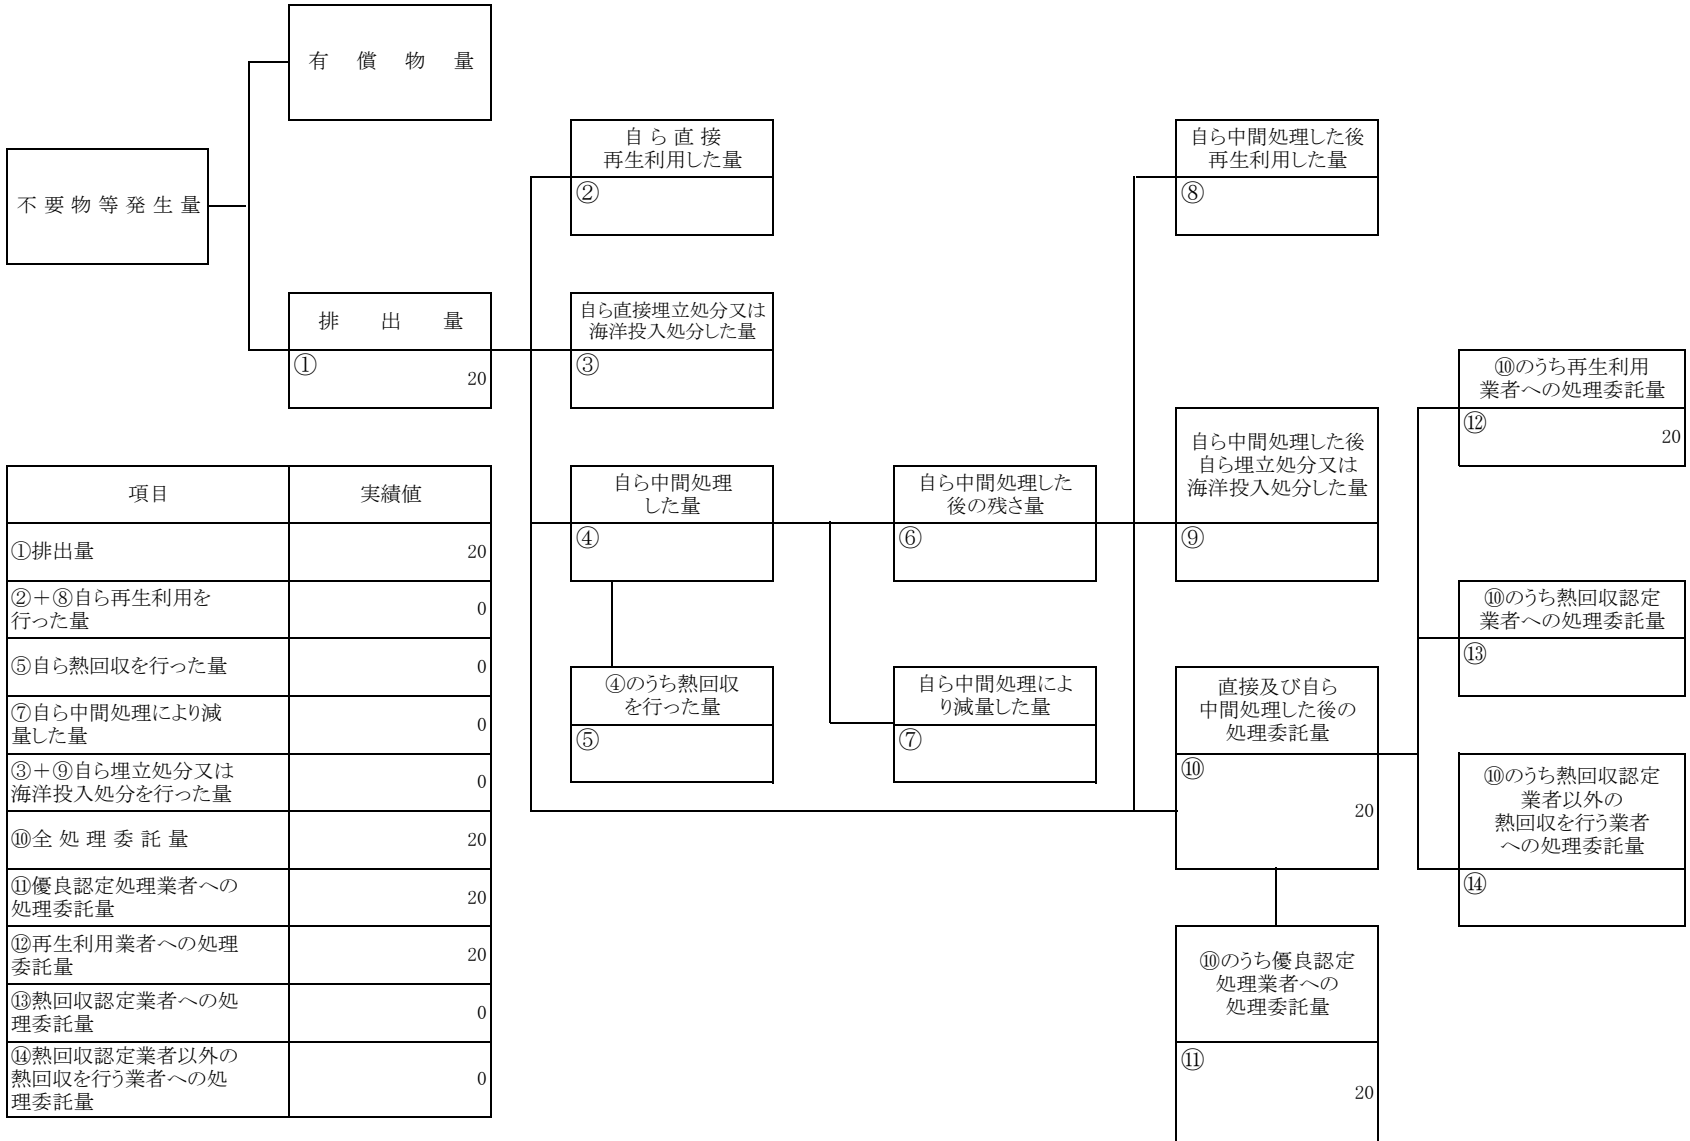 有償物量
不要物等発生量
排出量
①
20
自ら直接
再生利用した量
②
自ら直接埋立処分又は
海洋投入処分した量
③
自ら中間処理
した量
④
④のうち熱回収
を行った量
⑤
自ら中間処理した
後の残さ量
⑥
自ら中間処理によ
り減量した量
⑦
自ら中間処理した後
再生利用した量
⑧
自ら中間処理した後
自ら埋立処分又は
海洋投入処分した量
⑨
直接及び自ら
中間処理した後の
処理委託量
⑩
20
⑩のうち優良認定
処理業者への
処理委託量
⑪
20
⑩のうち再生利用
業者への処理委託量
⑫
20
⑩のうち熱回収認定
業者への処理委託量
⑬
⑩のうち熱回収認定
業者以外の
熱回収を行う業者
への処理委託量
⑭
項目 実績値
①排出量 20
②＋⑧自ら再生利用を
行った量 0
⑤自ら熱回収を行った量 0
⑦自ら中間処理により減
量した量 0
③＋⑨自ら埋立処分又は
海洋投入処分を行った量 0
⑩全処理委託量 20
⑪優良認定処理業者への
処理委託量 20
⑫再生利用業者への処理
委託量 20
⑬熱回収認定業者への処
理委託量 0
⑭熱回収認定業者以外の
熱回収を行う業者への処
理委託量 0